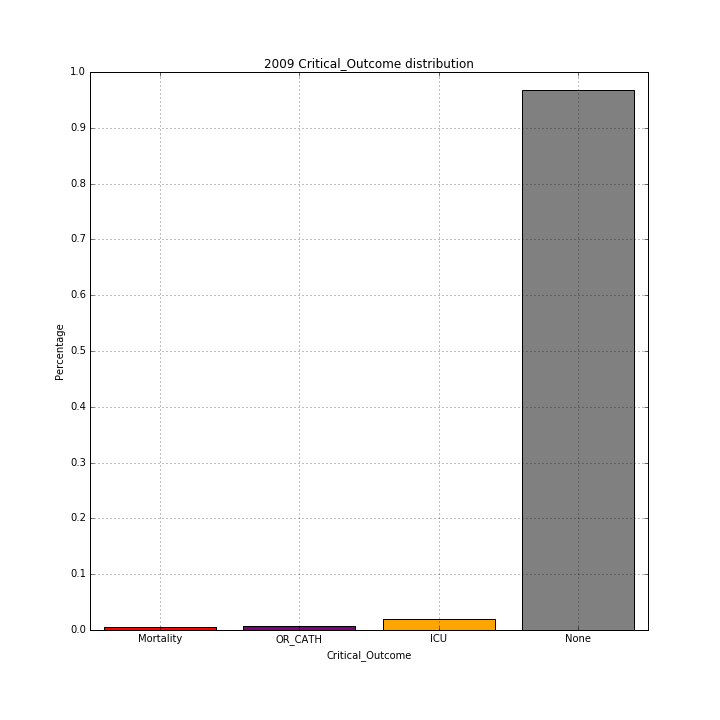 2009 Critical_Outcome distribution
1.0
0.9
0.8
0.7
0.6
0.5
0.4
0.3
0.2
0.1
0.0
Percentage
Mortality OR_CATH ICU None
Critical_Outcome